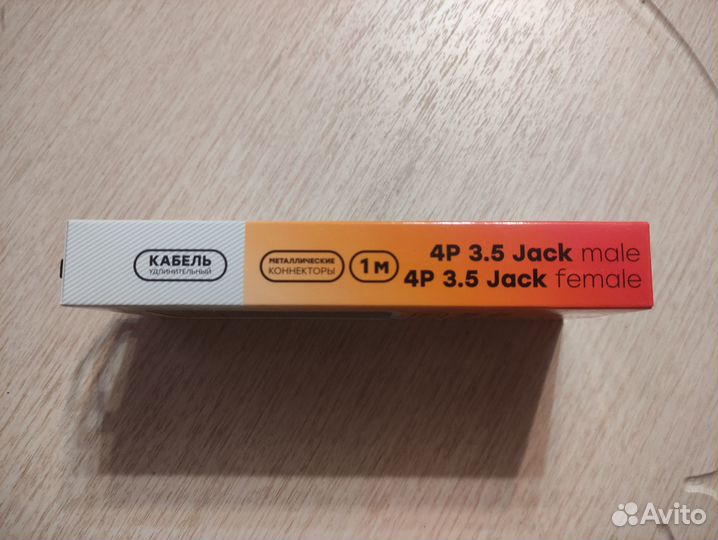 КАБЕЛЬ
УДЛИНИТЕЛЬНЫЙ
МЕТАЛЛИЧЕСКИЕ
КОННЕКТОРЫ
1 м
4P 3.5 Jack male
4P 3.5 Jack female
Avito